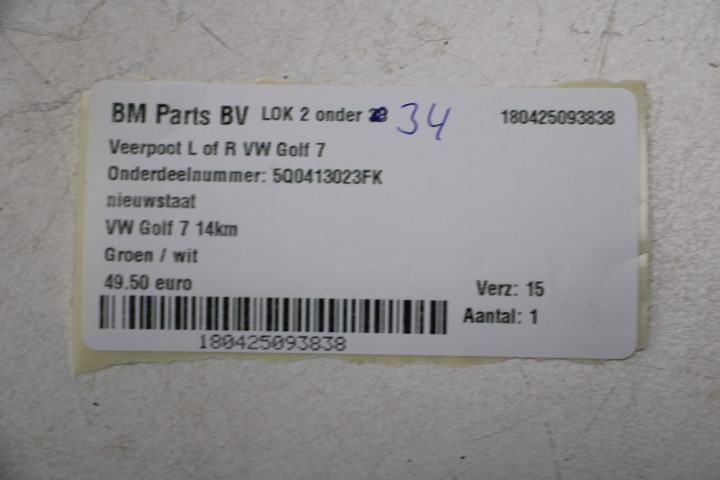 BM Parts BV LOK 2 onder 34 180425093838
Veerpoot L of R VW Golf 7
Onderdeelnummer: 5Q0413023FK
nieuwstaat
VW Golf 7 14km
Groen / wit
49.50 euro
Verz: 15
Aantal: 1
180425093838